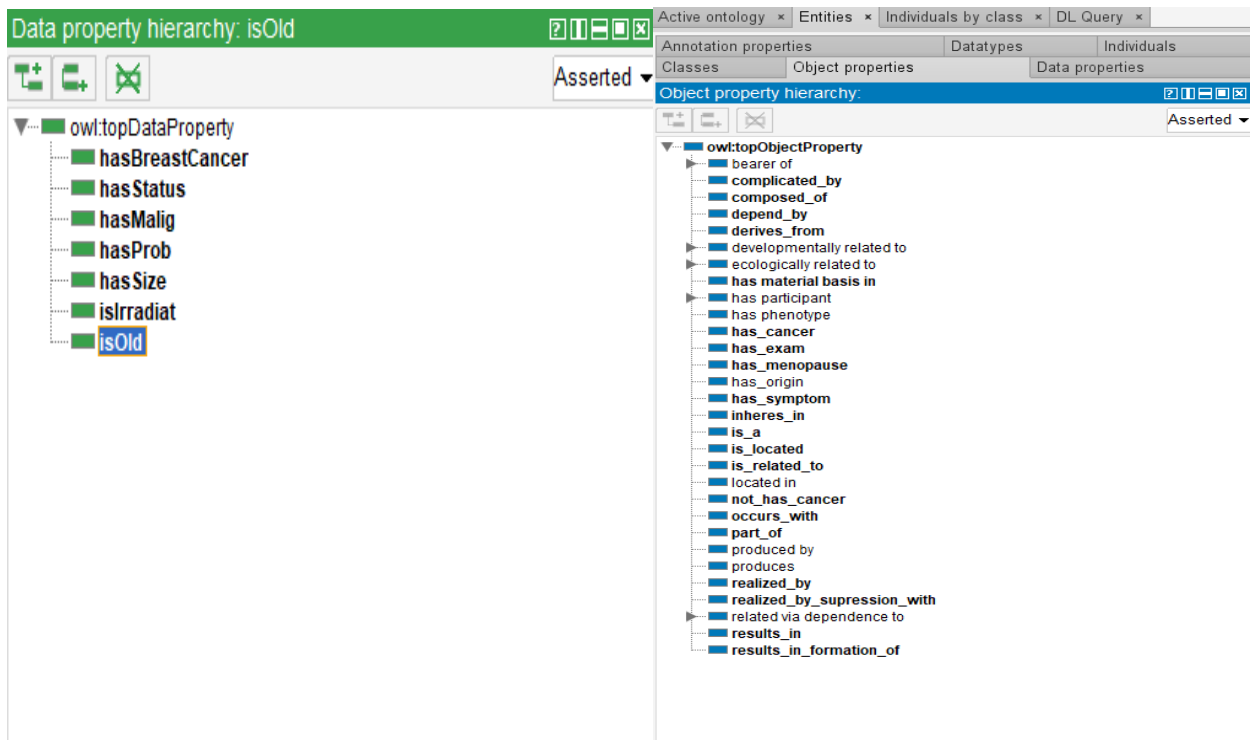 Data property hierarchy: isOld
Asserted
owl:topDataProperty
hasBreastCancer
hasStatus
hasMalig
hasProb
hasSize
isIrradiat
isOld
Active ontology × Entities × Individuals by class × DL Query ×
Annotation properties Datatypes Individuals
Classes Object properties Data properties
Object property hierarchy:
Asserted
owl:topObjectProperty
bearer of
complicated_by
composed_of
depend_by
derives_from
developmentally related to
ecologically related to
has material basis in
has participant
has phenotype
has_cancer
has_exam
has_menopause
has_origin
has_symptom
inheres_in
is_a
is_located
is_related_to
located in
not_has_cancer
occurs_with
part_of
produced by
produces
realized_by
realized_by_supression_with
related via dependence to
results_in
results_in_formation_of